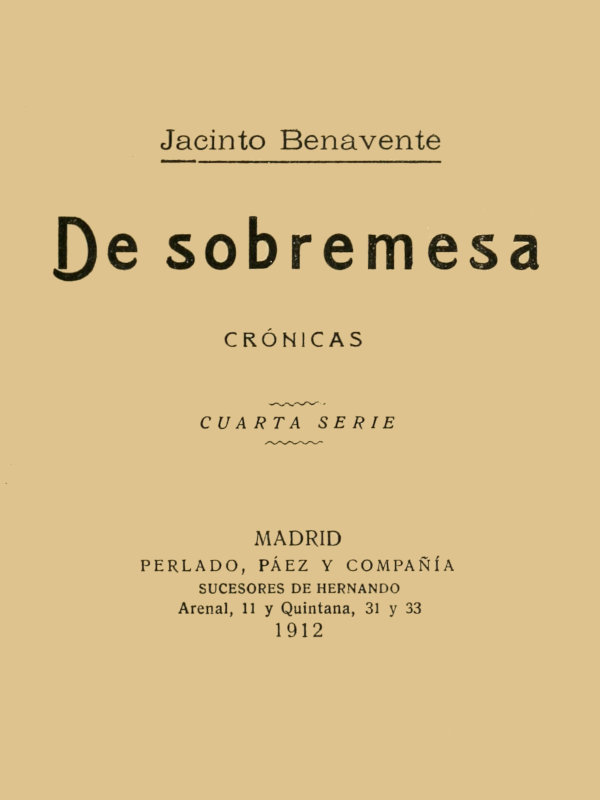 Jacinto Benavente
De sobremesa
CRÓNICAS
CUARTA SERIE
MADRID
PERLADO, PÁEZ Y COMPAÑÍA
SUCESORES DE HERNANDO
Arenal, 11 y Quintana, 31 y 33
1912